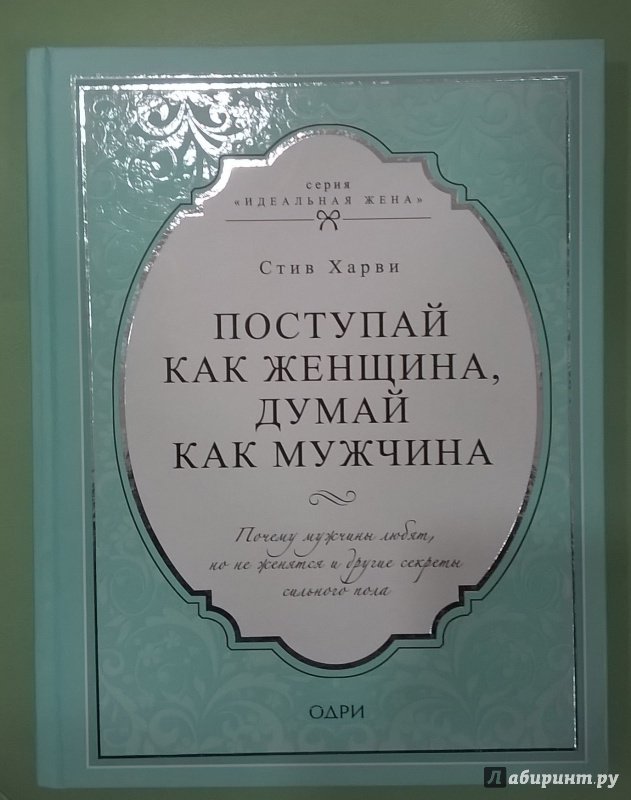 серия
«ИДЕАЛЬНАЯ ЖЕНА»
Стив Харви
ПОСТУПАЙ
КАК ЖЕНЩИНА,
ДУМАЙ
КАК МУЖЧИНА
Почему мужчины любят,
но не женятся и другие секреты
сильного пола
ОДРИ
Лабиринт.ру